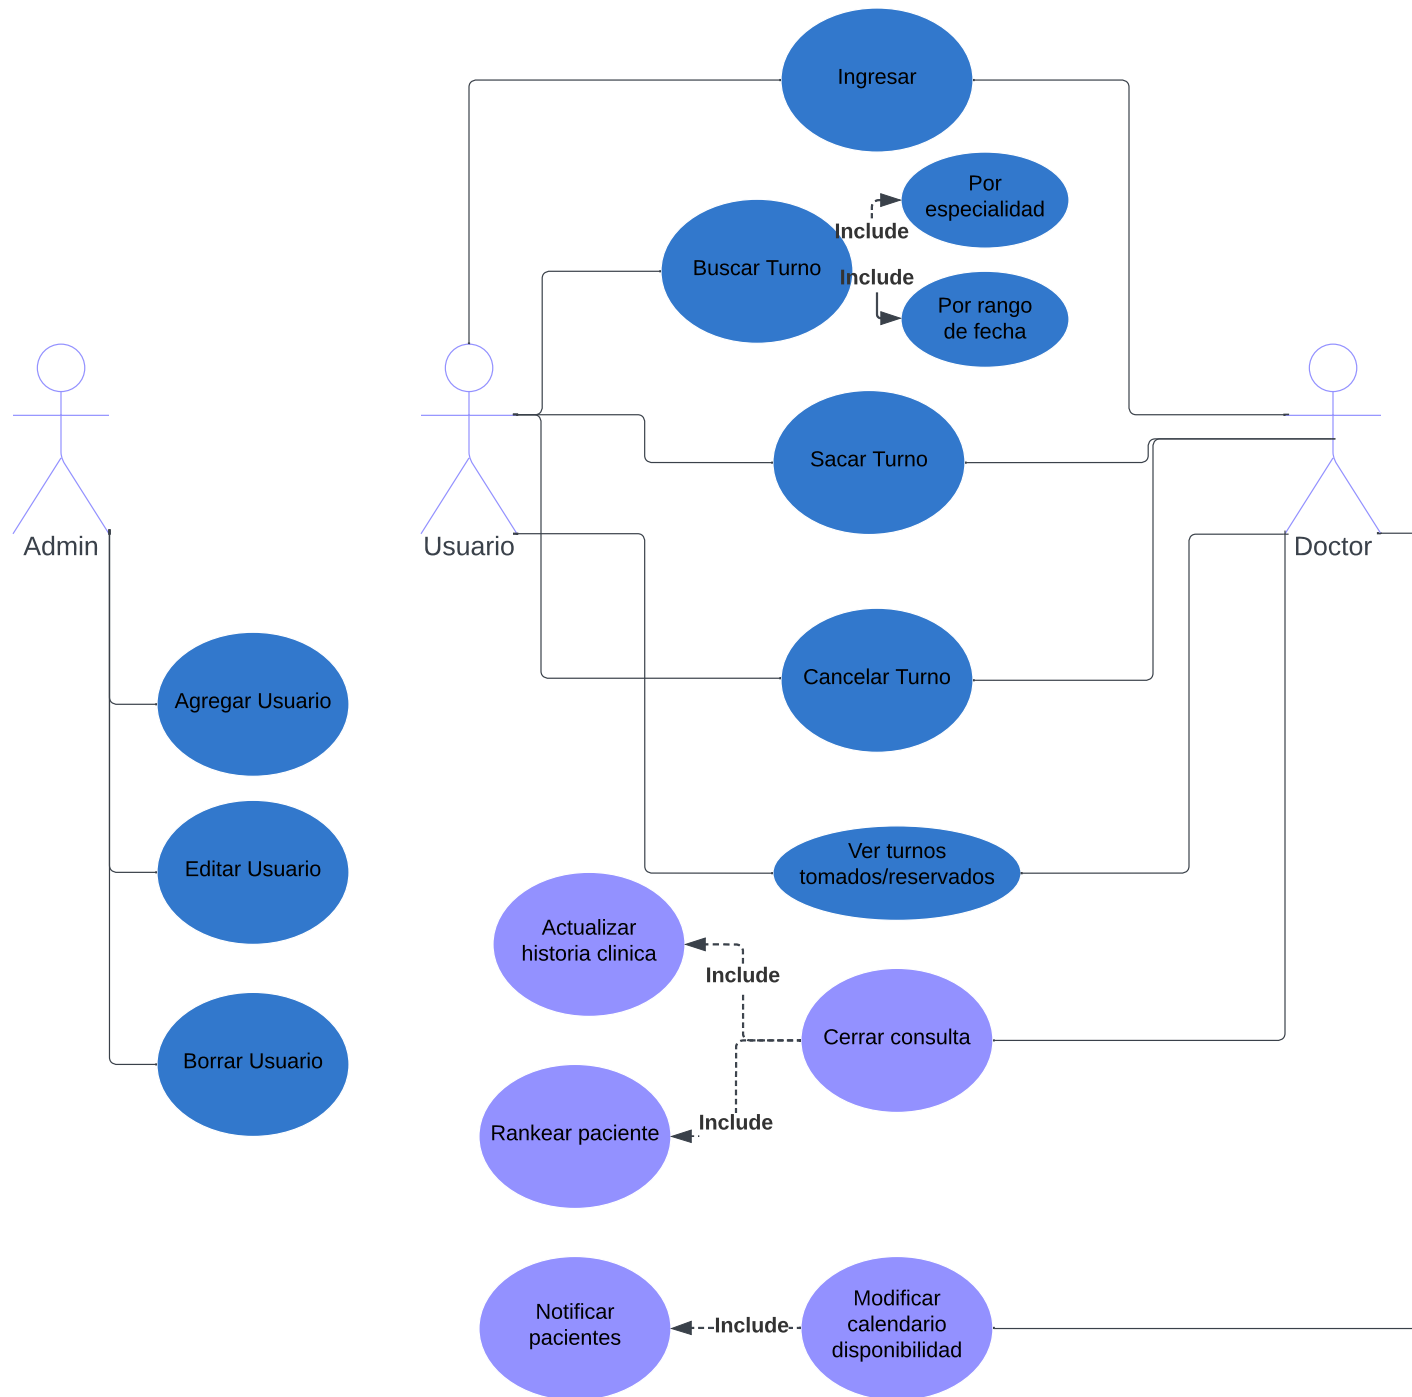 Ingresar
Por
especialidad
Include
Buscar Turno
Include
Por rango
de fecha
Sacar Turno
Admin
Usuario
Doctor
Cancelar Turno
Agregar Usuario
Ver turnos
tomados/reservados
Editar Usuario
Actualizar
historia clinica
Include
Cerrar consulta
Borrar Usuario
Include
Rankear paciente
Notificar
pacientes
Include
Modificar
calendario
disponibilidad